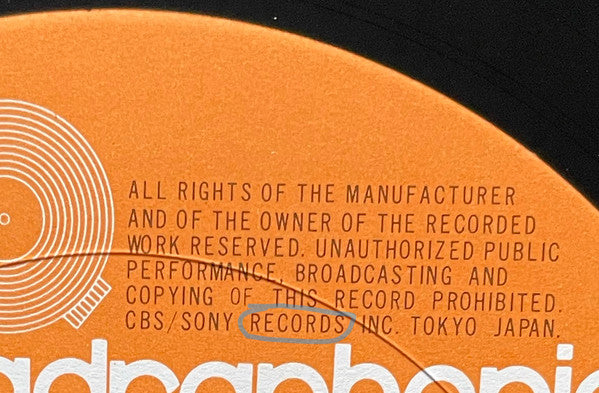 ALL RIGHTS OF THE MANUFACTURER
AND OF THE OWNER OF THE RECORDED
WORK RESERVED. UNAUTHORIZED PUBLIC
PERFORMANCE, BROADCASTING AND
COPYING OF THIS RECORD PROHIBITED.
CBS/SONY RECORDS INC. TOKYO JAPAN.